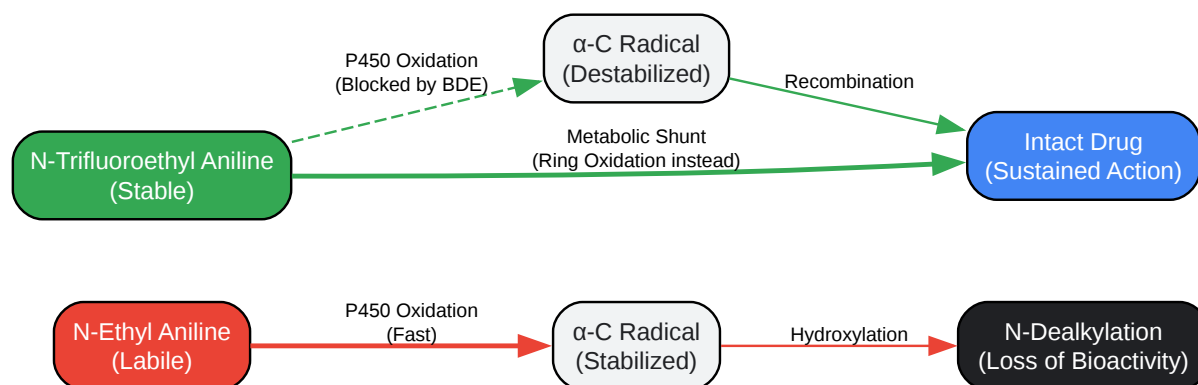 P450 Oxidation
(Blocked by BDE)
α-C Radical
(Destabilized)
Recombination
N-Trifluoroethyl Aniline
(Stable)
Metabolic Shunt
(Ring Oxidation instead)
Intact Drug
(Sustained Action)
N-Ethyl Aniline
(Labile)
P450 Oxidation
(Fast)
α-C Radical
(Stabilized)
Hydroxylation
N-Dealkylation
(Loss of Bioactivity)